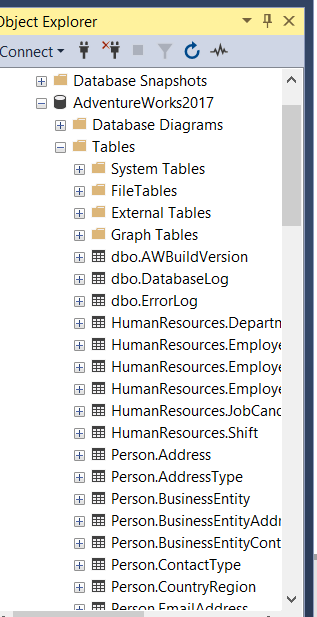 Object Explorer
Connect
Database Snapshots
AdventureWorks2017
Database Diagrams
Tables
System Tables
FileTables
External Tables
Graph Tables
dbo.AWBuildVersion
dbo.DatabaseLog
dbo.ErrorLog
HumanResources.Departm
HumanResources.Employe
HumanResources.Employe
HumanResources.Employe
HumanResources.JobCanc
HumanResources.Shift
Person.Address
Person.AddressType
Person.BusinessEntity
Person.BusinessEntityAddr
Person.BusinessEntityCont
Person.ContactType
Person.CountryRegion
Person.EmailAddress